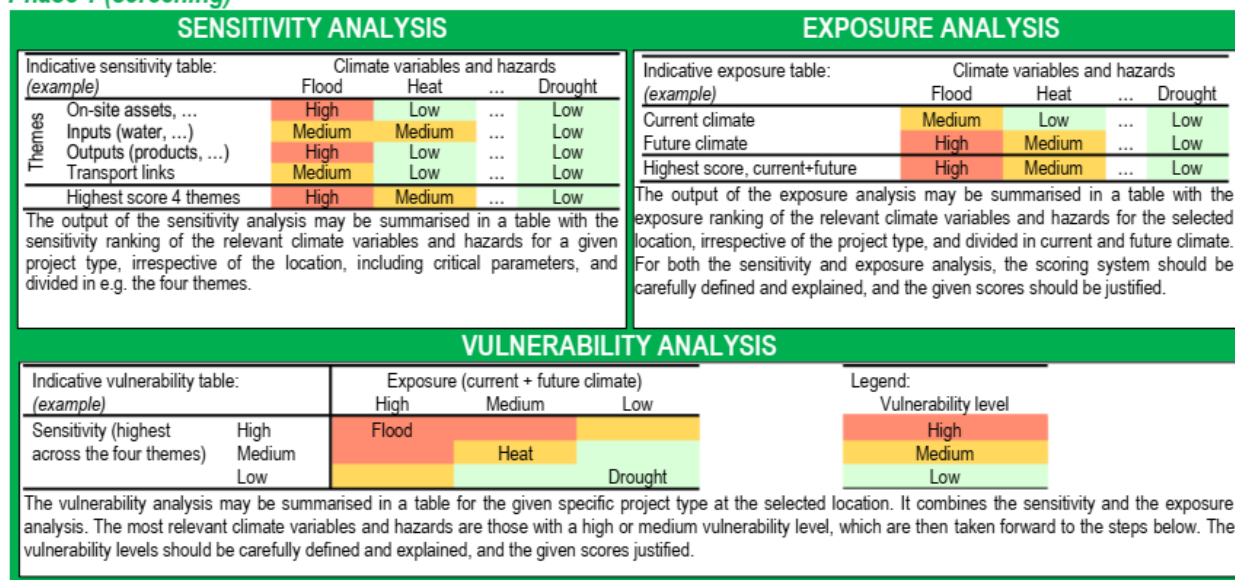 Phase 1 (screening)
SENSITIVITY ANALYSIS
Indicative sensitivity table: Climate variables and hazards
(example) Flood Heat ... Drought
Themes
On-site assets, ... High Low ... Low
Inputs (water, ...) Medium Medium ... Low
Outputs (products, ...) High Low ... Low
Transport links Medium Low ... Low
Highest score 4 themes High Medium ... Low
The output of the sensitivity analysis may be summarised in a table with the
sensitivity ranking of the relevant climate variables and hazards for a given
project type, irrespective of the location, including critical parameters, and
divided in e.g. the four themes.
EXPOSURE ANALYSIS
Indicative exposure table: Climate variables and hazards
(example) Flood Heat ... Drought
Current climate Medium Low ... Low
Future climate High Medium ... Low
Highest score, current+future High Medium ... Low
The output of the exposure analysis may be summarised in a table with the
exposure ranking of the relevant climate variables and hazards for the selected
location, irrespective of the project type, and divided in current and future climate.
For both the sensitivity and exposure analysis, the scoring system should be
carefully defined and explained, and the given scores should be justified.
VULNERABILITY ANALYSIS
Indicative vulnerability table: Exposure (current + future climate)
(example) High Medium Low
Sensitivity (highest High Flood
across the four themes) Medium Heat
Low Drought
Legend:
Vulnerability level
High
Medium
Low
The vulnerability analysis may be summarised in a table for the given specific project type at the selected location. It combines the sensitivity and the exposure
analysis. The most relevant climate variables and hazards are those with a high or medium vulnerability level, which are then taken forward to the steps below. The
vulnerability levels should be carefully defined and explained, and the given scores justified.